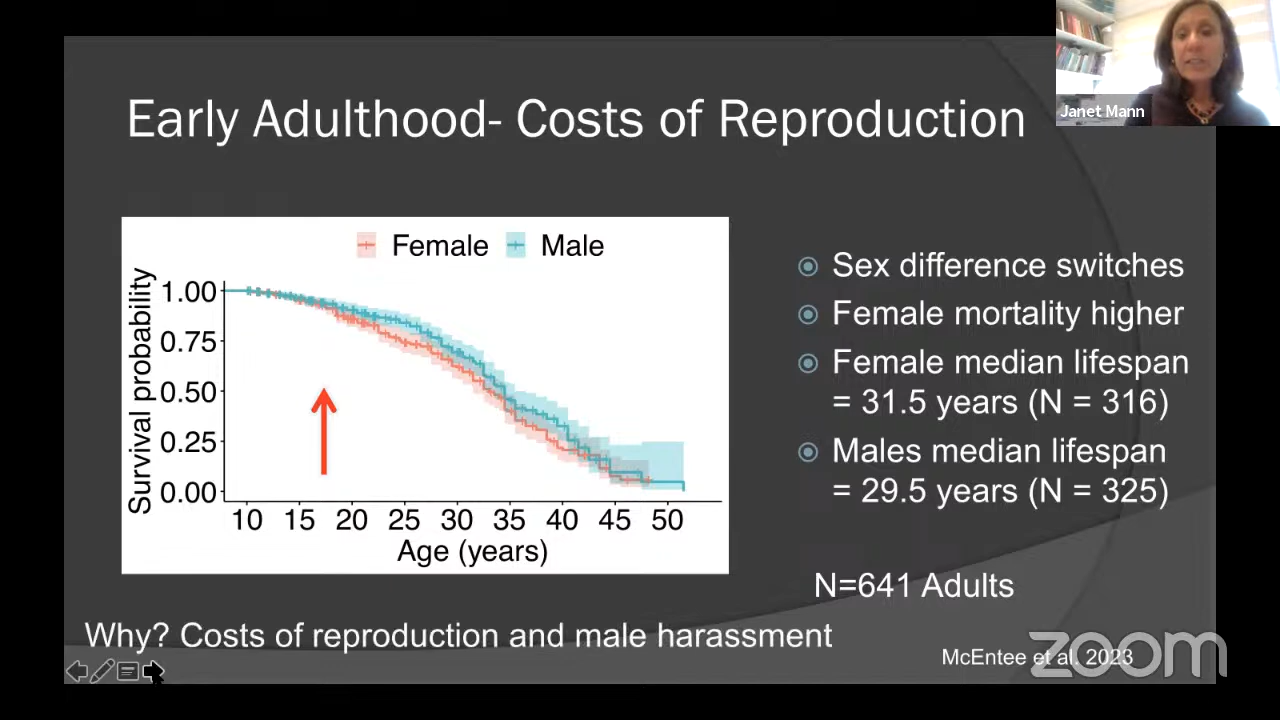 Early Adulthood- Costs of Reproduction
Janet Mann
Female Male
Survival probability
1.00
0.75
0.50
0.25
0.00
10 15 20 25 30 35 40 45 50
Age (years)
Sex difference switches
Female mortality higher
Female median lifespan
= 31.5 years (N = 316)
Males median lifespan
= 29.5 years (N = 325)
N=641 Adults
Why? Costs of reproduction and male harassment
McEntee et al. 2023
zoom